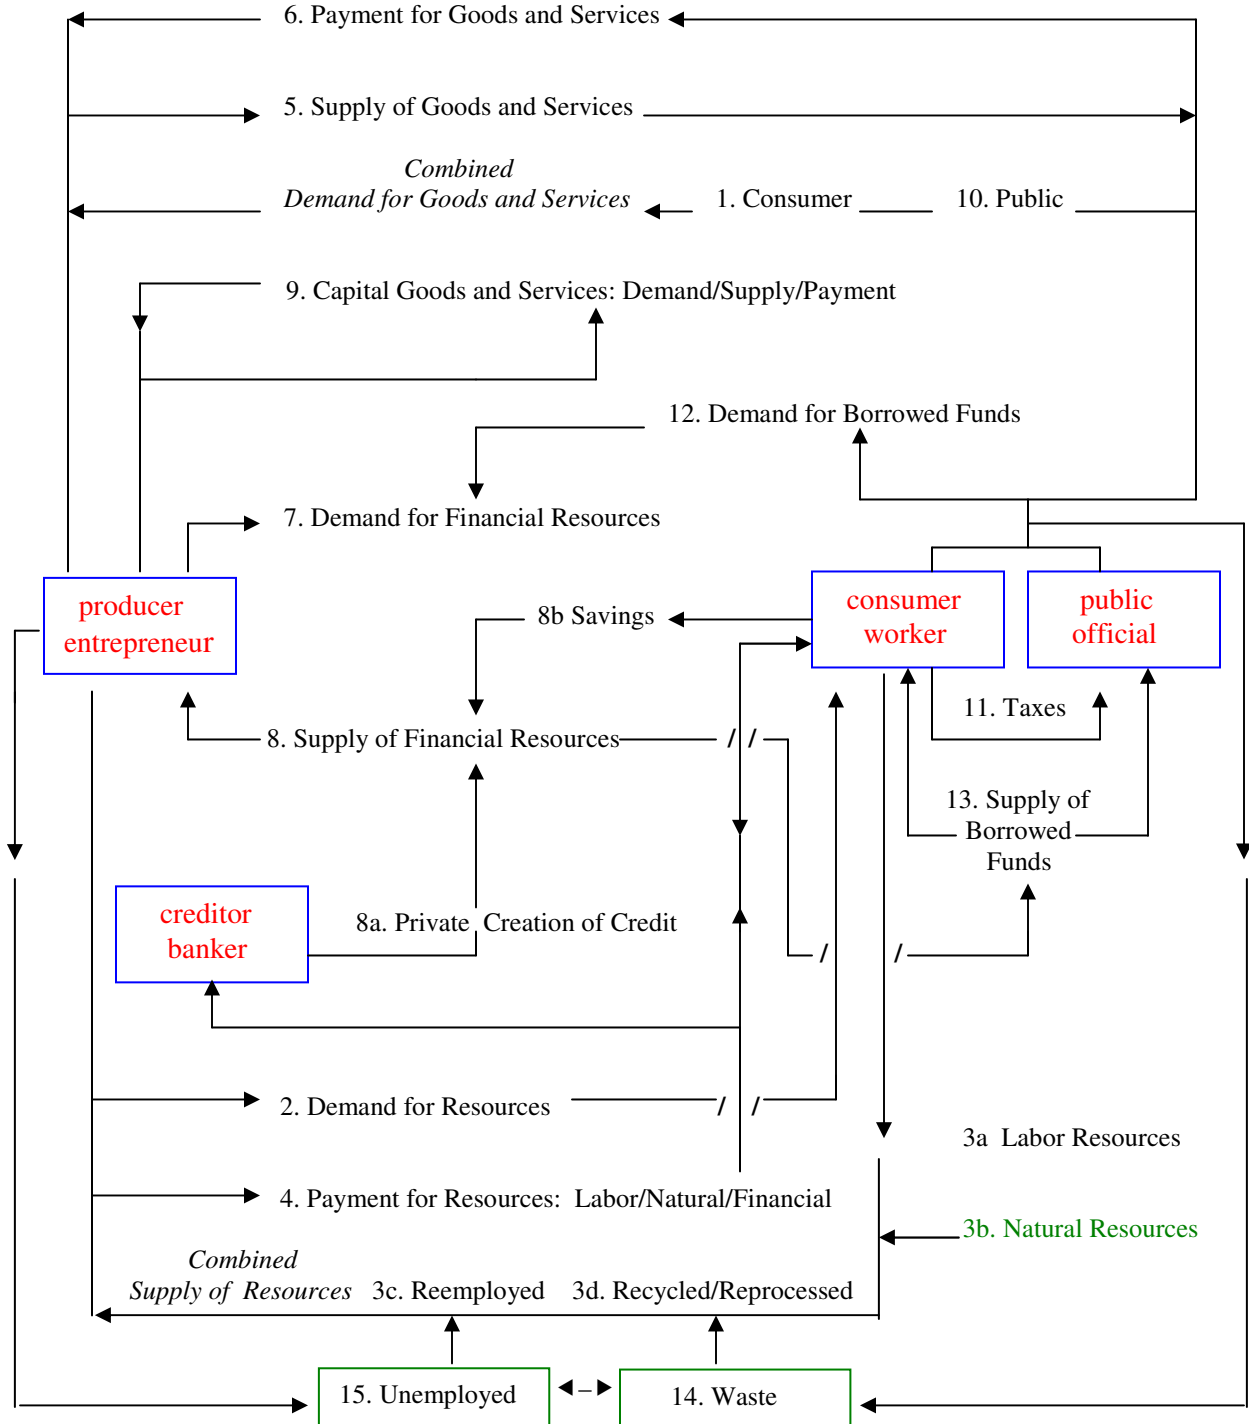 6. Payment for Goods and Services
5. Supply of Goods and Services
Combined
Demand for Goods and Services
1. Consumer
10. Public
9. Capital Goods and Services: Demand/Supply/Payment
12. Demand for Borrowed Funds
7. Demand for Financial Resources
producer
entrepreneur
8b Savings
consumer
worker
public
official
11. Taxes
8. Supply of Financial Resources
/ /
13. Supply of
Borrowed
Funds
creditor
banker
8a. Private Creation of Credit
/ /
2. Demand for Resources
/ /
3a Labor Resources
4. Payment for Resources: Labor/Natural/Financial
3b. Natural Resources
Combined
Supply of Resources
3c. Reemployed
3d. Recycled/Reprocessed
15. Unemployed
–
14. Waste